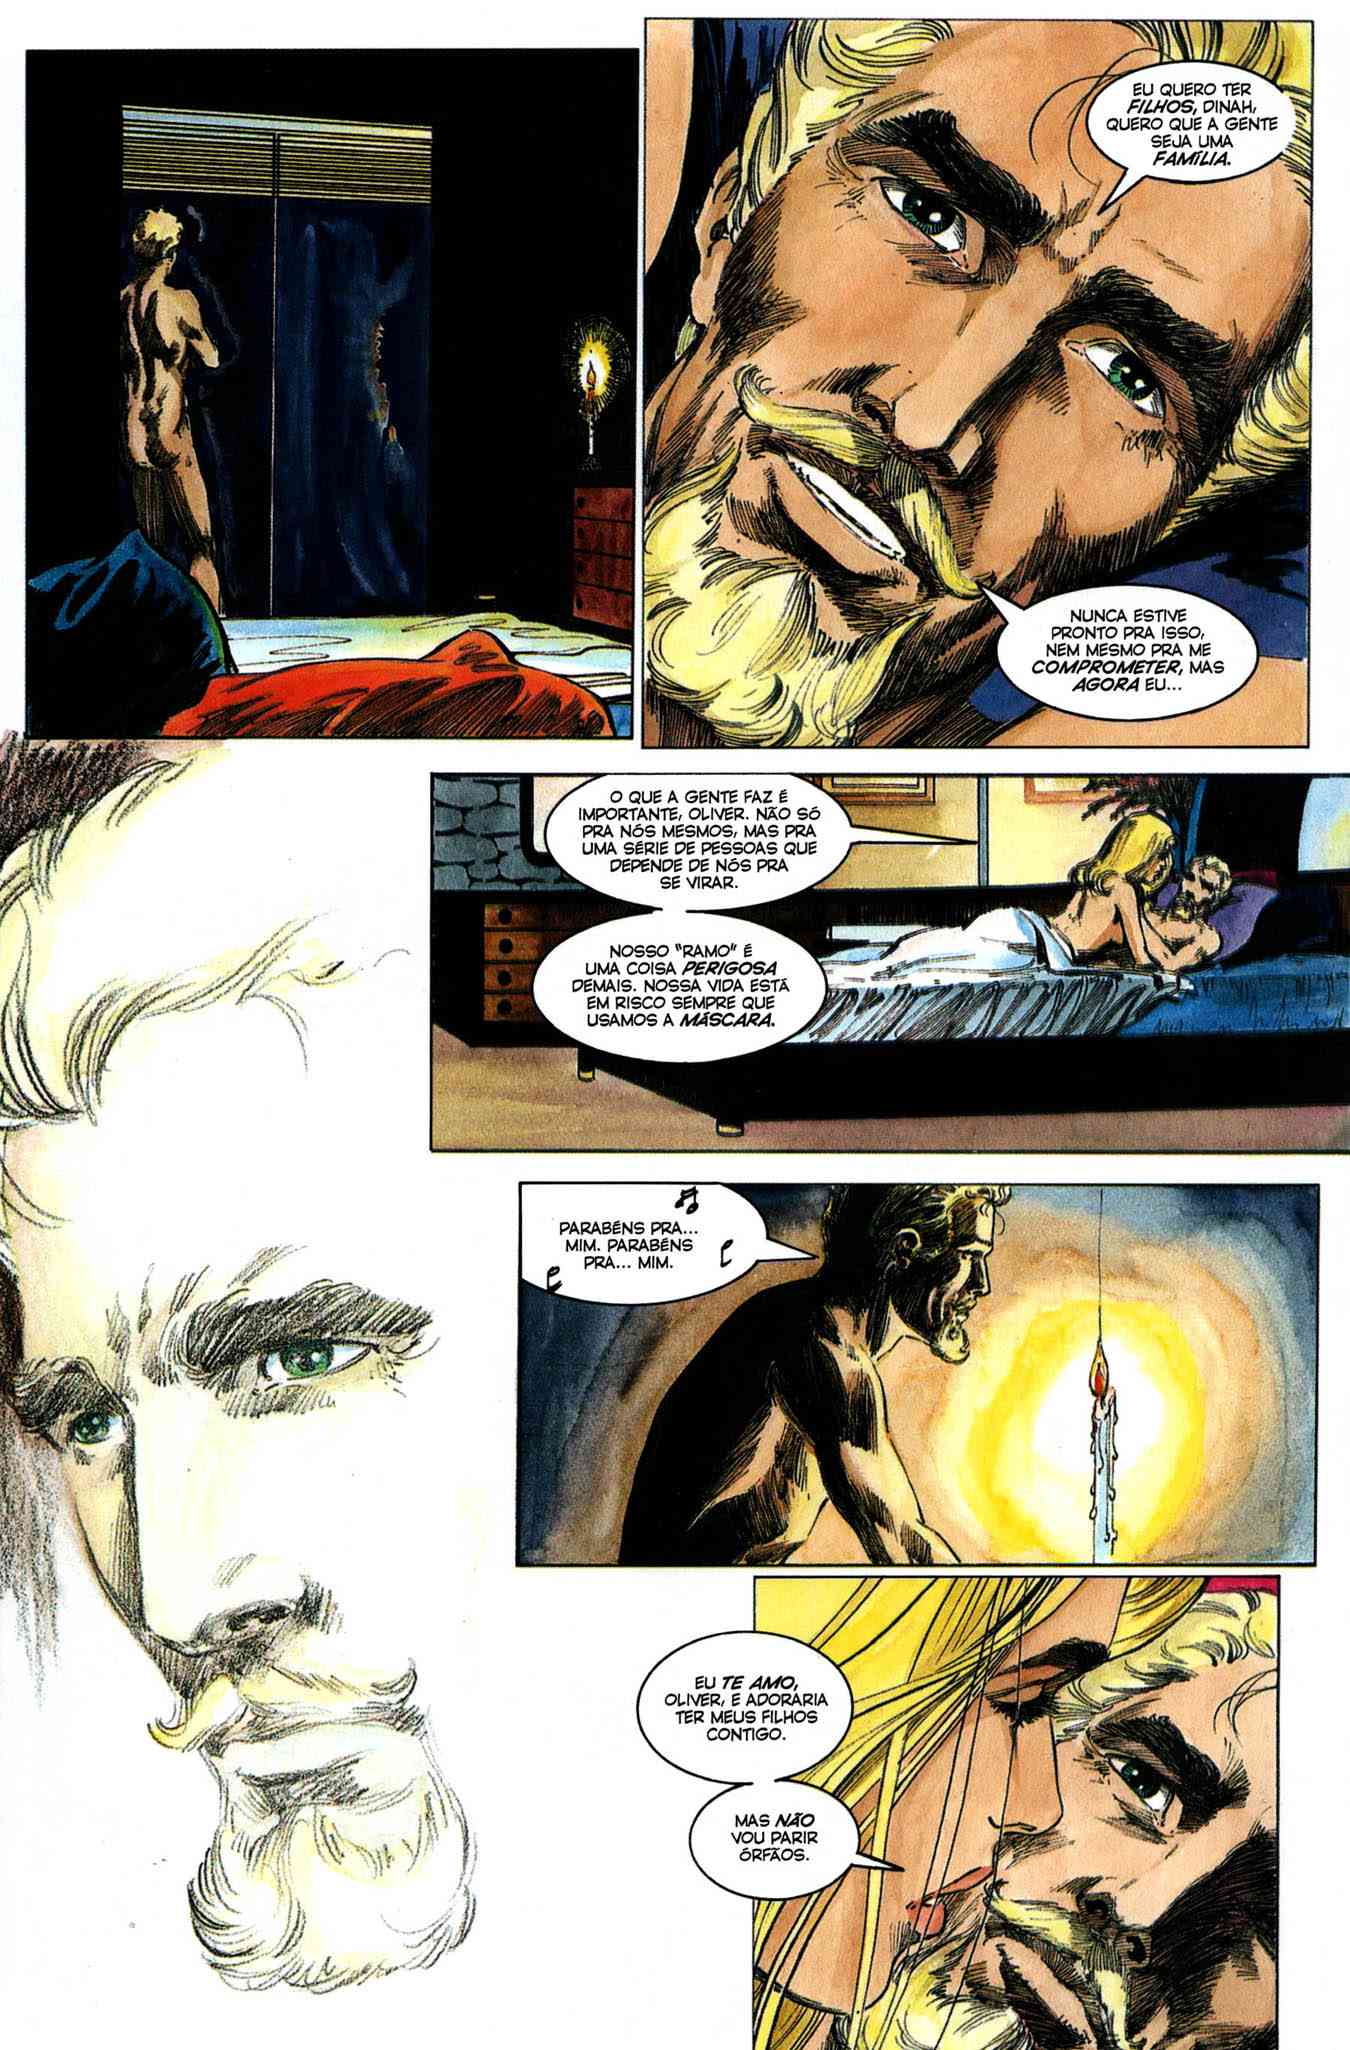 EU QUERO TER
FILHOS, DINAH,
QUERO QUE A GENTE
SEJA UMA
FAMÍLIA.
NUNCA ESTIVE
PRONTO PRA ISSO,
NEM MESMO PRA ME
COMPROMETER, MAS
AGORA EU...
O QUE A GENTE FAZ É
IMPORTANTE, OLIVER. NÃO SÓ
PRA NÓS MESMOS, MAS PRA
UMA SÉRIE DE PESSOAS QUE
DEPENDE DE NÓS PRA
SE VIRAR.
NOSSO "RAMO" É
UMA COISA PERIGOSA
DEMAIS. NOSSA VIDA ESTÁ
EM RISCO SEMPRE QUE
USAMOS A MÁSCARA.
PARABÉNS PRA...
MIM. PARABÉNS
PRA... MIM.
EU TE AMO,
OLIVER, E ADORARIA
TER MEUS FILHOS
CONTIGO.
MAS NÃO
VOU PARIR
ÓRFÃOS.